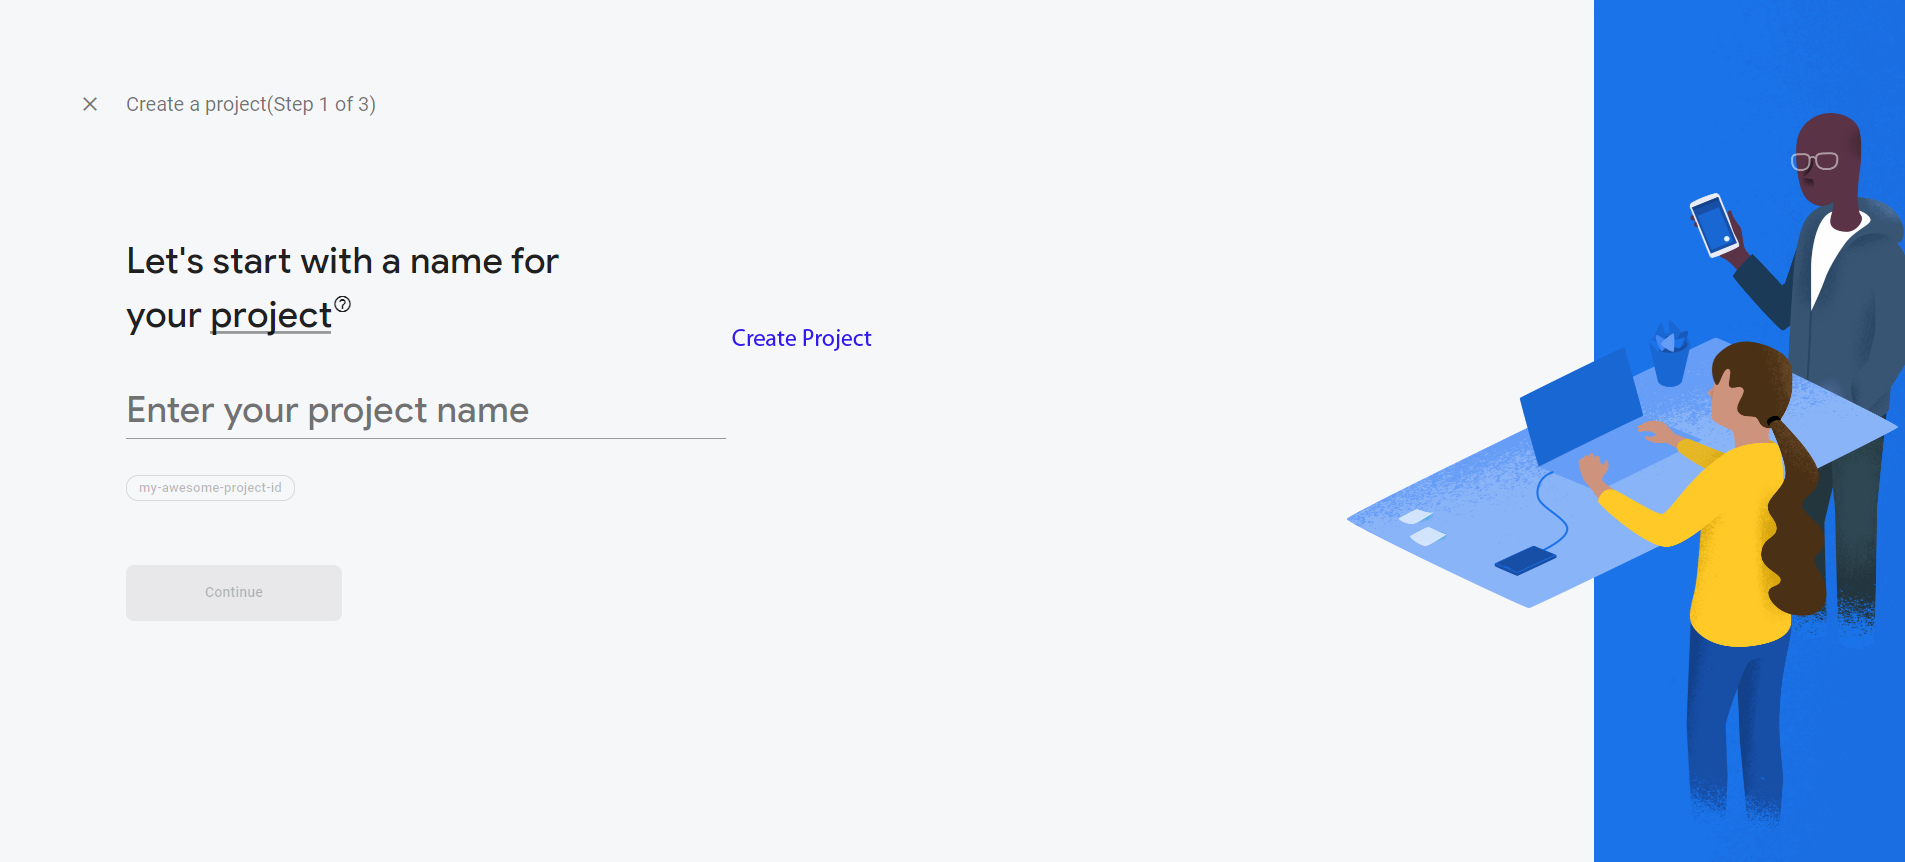 Create a project(Step 1 of 3)
Let's start with a name for
your project
Create Project
Enter your project name
my-awesome-project-id
Continue